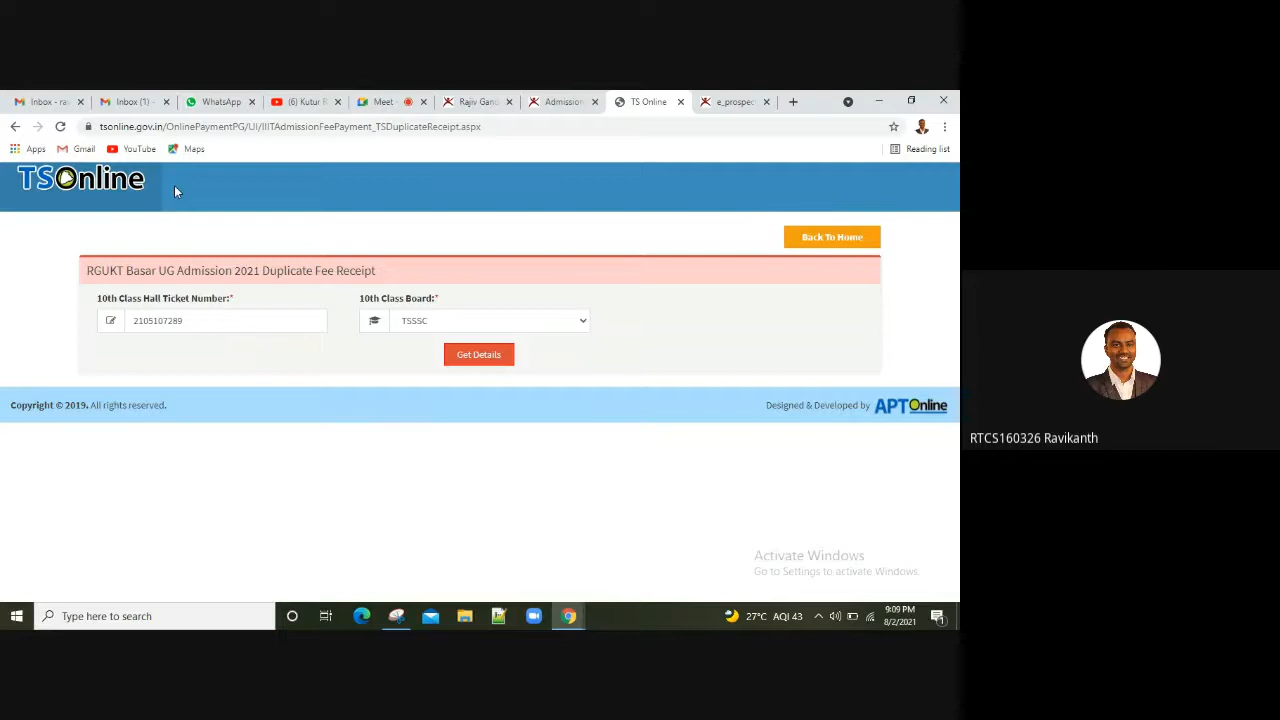 Inbox - ra
Inbox (1) -
WhatsApp
(6) Kutur R
Meet -
Rajiv Gand
Admission
TS Online
e_prospec
tsonline.gov.in/OnlinePaymentPG/UI/IIITAdmissionFeePayment_TSDuplicateReceipt.aspx
Apps
Gmail
YouTube
Maps
Reading list
TSOnline
Back To Home
RGUKT Basar UG Admission 2021 Duplicate Fee Receipt
10th Class Hall Ticket Number:*
10th Class Board:*
2105107289
TSSSC
Get Details
Copyright © 2019. All rights reserved.
Designed & Developed by APTOnline
RTCS160326 Ravikanth
Activate Windows
Go to Settings to activate Windows.
Type here to search
27°C AQI 43
9:09 PM
8/2/2021
1